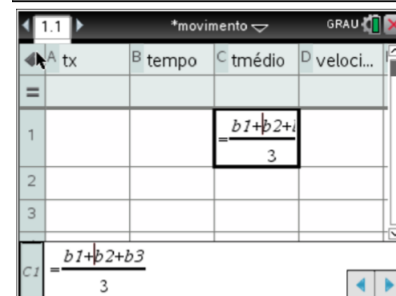 1.1 *movimento GRAU
A tx B tempo C tmédio D veloci...
=
1 =b1+b2+ 3
2
3
C1 =b1+b2+b3 3